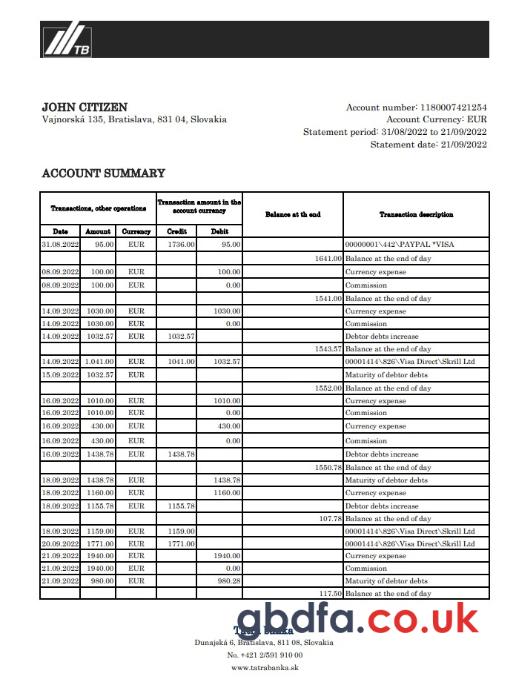 TB
JOHN CITIZEN
Vajnorská 135, Bratislava, 831 04, Slovakia
Account number: 1180007421254
Account Currency: EUR
Statement period: 31/08/2022 to 21/09/2022
Statement date: 21/09/2022
ACCOUNT SUMMARY
Transactions, other operations Transaction amount in the account currency Balance at th end Transaction description
Date Amount Currency Credit Debit
31.08.2022 95.00 EUR 1736.00 95.00 00000001\442\PAYPAL *VISA
1641.00 Balance at the end of day
08.09.2022 100.00 EUR 100.00 Currency expense
08.09.2022 100.00 EUR 0.00 Commission
1541.00 Balance at the end of day
14.09.2022 1030.00 EUR 1030.00 Currency expense
14.09.2022 1030.00 EUR 0.00 Commission
14.09.2022 1032.57 EUR 1032.57 Debtor debts increase
1543.57 Balance at the end of day
14.09.2022 1.041.00 EUR 1041.00 1032.57 00001414\826\Visa Direct\Skrill Ltd
15.09.2022 1032.57 EUR Maturity of debtor debts
1552.00 Balance at the end of day
16.09.2022 1010.00 EUR 1010.00 Currency expense
16.09.2022 1010.00 EUR 0.00 Commission
16.09.2022 430.00 EUR 430.00 Currency expense
16.09.2022 430.00 EUR 0.00 Commission
16.09.2022 1438.78 EUR 1438.78 Debtor debts increase
1550.78 Balance at the end of day
18.09.2022 1438.78 EUR 1438.78 Maturity of debtor debts
18.09.2022 1160.00 EUR 1160.00 Currency expense
18.09.2022 1155.78 EUR 1155.78 Debtor debts increase
107.78 Balance at the end of day
18.09.2022 1159.00 EUR 1159.00 00001414\826\Visa Direct\Skrill Ltd
20.09.2022 1771.00 EUR 1771.00 00001414\826\Visa Direct\Skrill Ltd
21.09.2022 1940.00 EUR 1940.00 Currency expense
21.09.2022 1940.00 EUR 0.00 Commission
21.09.2022 980.00 EUR 980.28 Maturity of debtor debts
117.50 Balance at the end of day
gbdfa.co.uk
Tatra banka
Dunajská 6, Bratislava, 811 08, Slovakia
No. +421 2/591 910 00
www.tatrabanka.sk